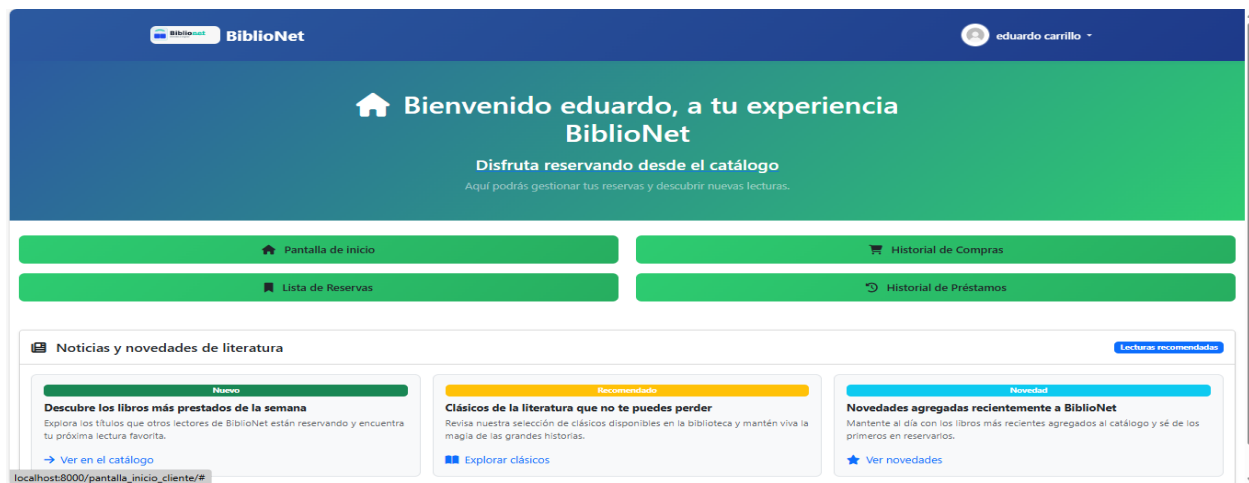 Biblionet BiblioNet
eduardo carrillo
Bienvenido eduardo, a tu experiencia
BiblioNet
Disfruta reservando desde el catálogo
Aquí podrás gestionar tus reservas y descubrir nuevas lecturas.
Pantalla de inicio
Historial de Compras
Lista de Reservas
Historial de Préstamos
Noticias y novedades de literatura
Lecturas recomendadas
Nuevo
Descubre los libros más prestados de la semana
Explora los títulos que otros lectores de BiblioNet están reservando y encuentra
tu próxima lectura favorita.
Ver en el catálogo
Recomendado
Clásicos de la literatura que no te puedes perder
Revisa nuestra selección de clásicos disponibles en la biblioteca y mantén viva la
magia de las grandes historias.
Explorar clásicos
Novedad
Novedades agregadas recientemente a BiblioNet
Mantente al día con los libros más recientes agregados al catálogo y sé de los
primeros en reservarlos.
Ver novedades
localhost:8000/pantalla_inicio_cliente/#